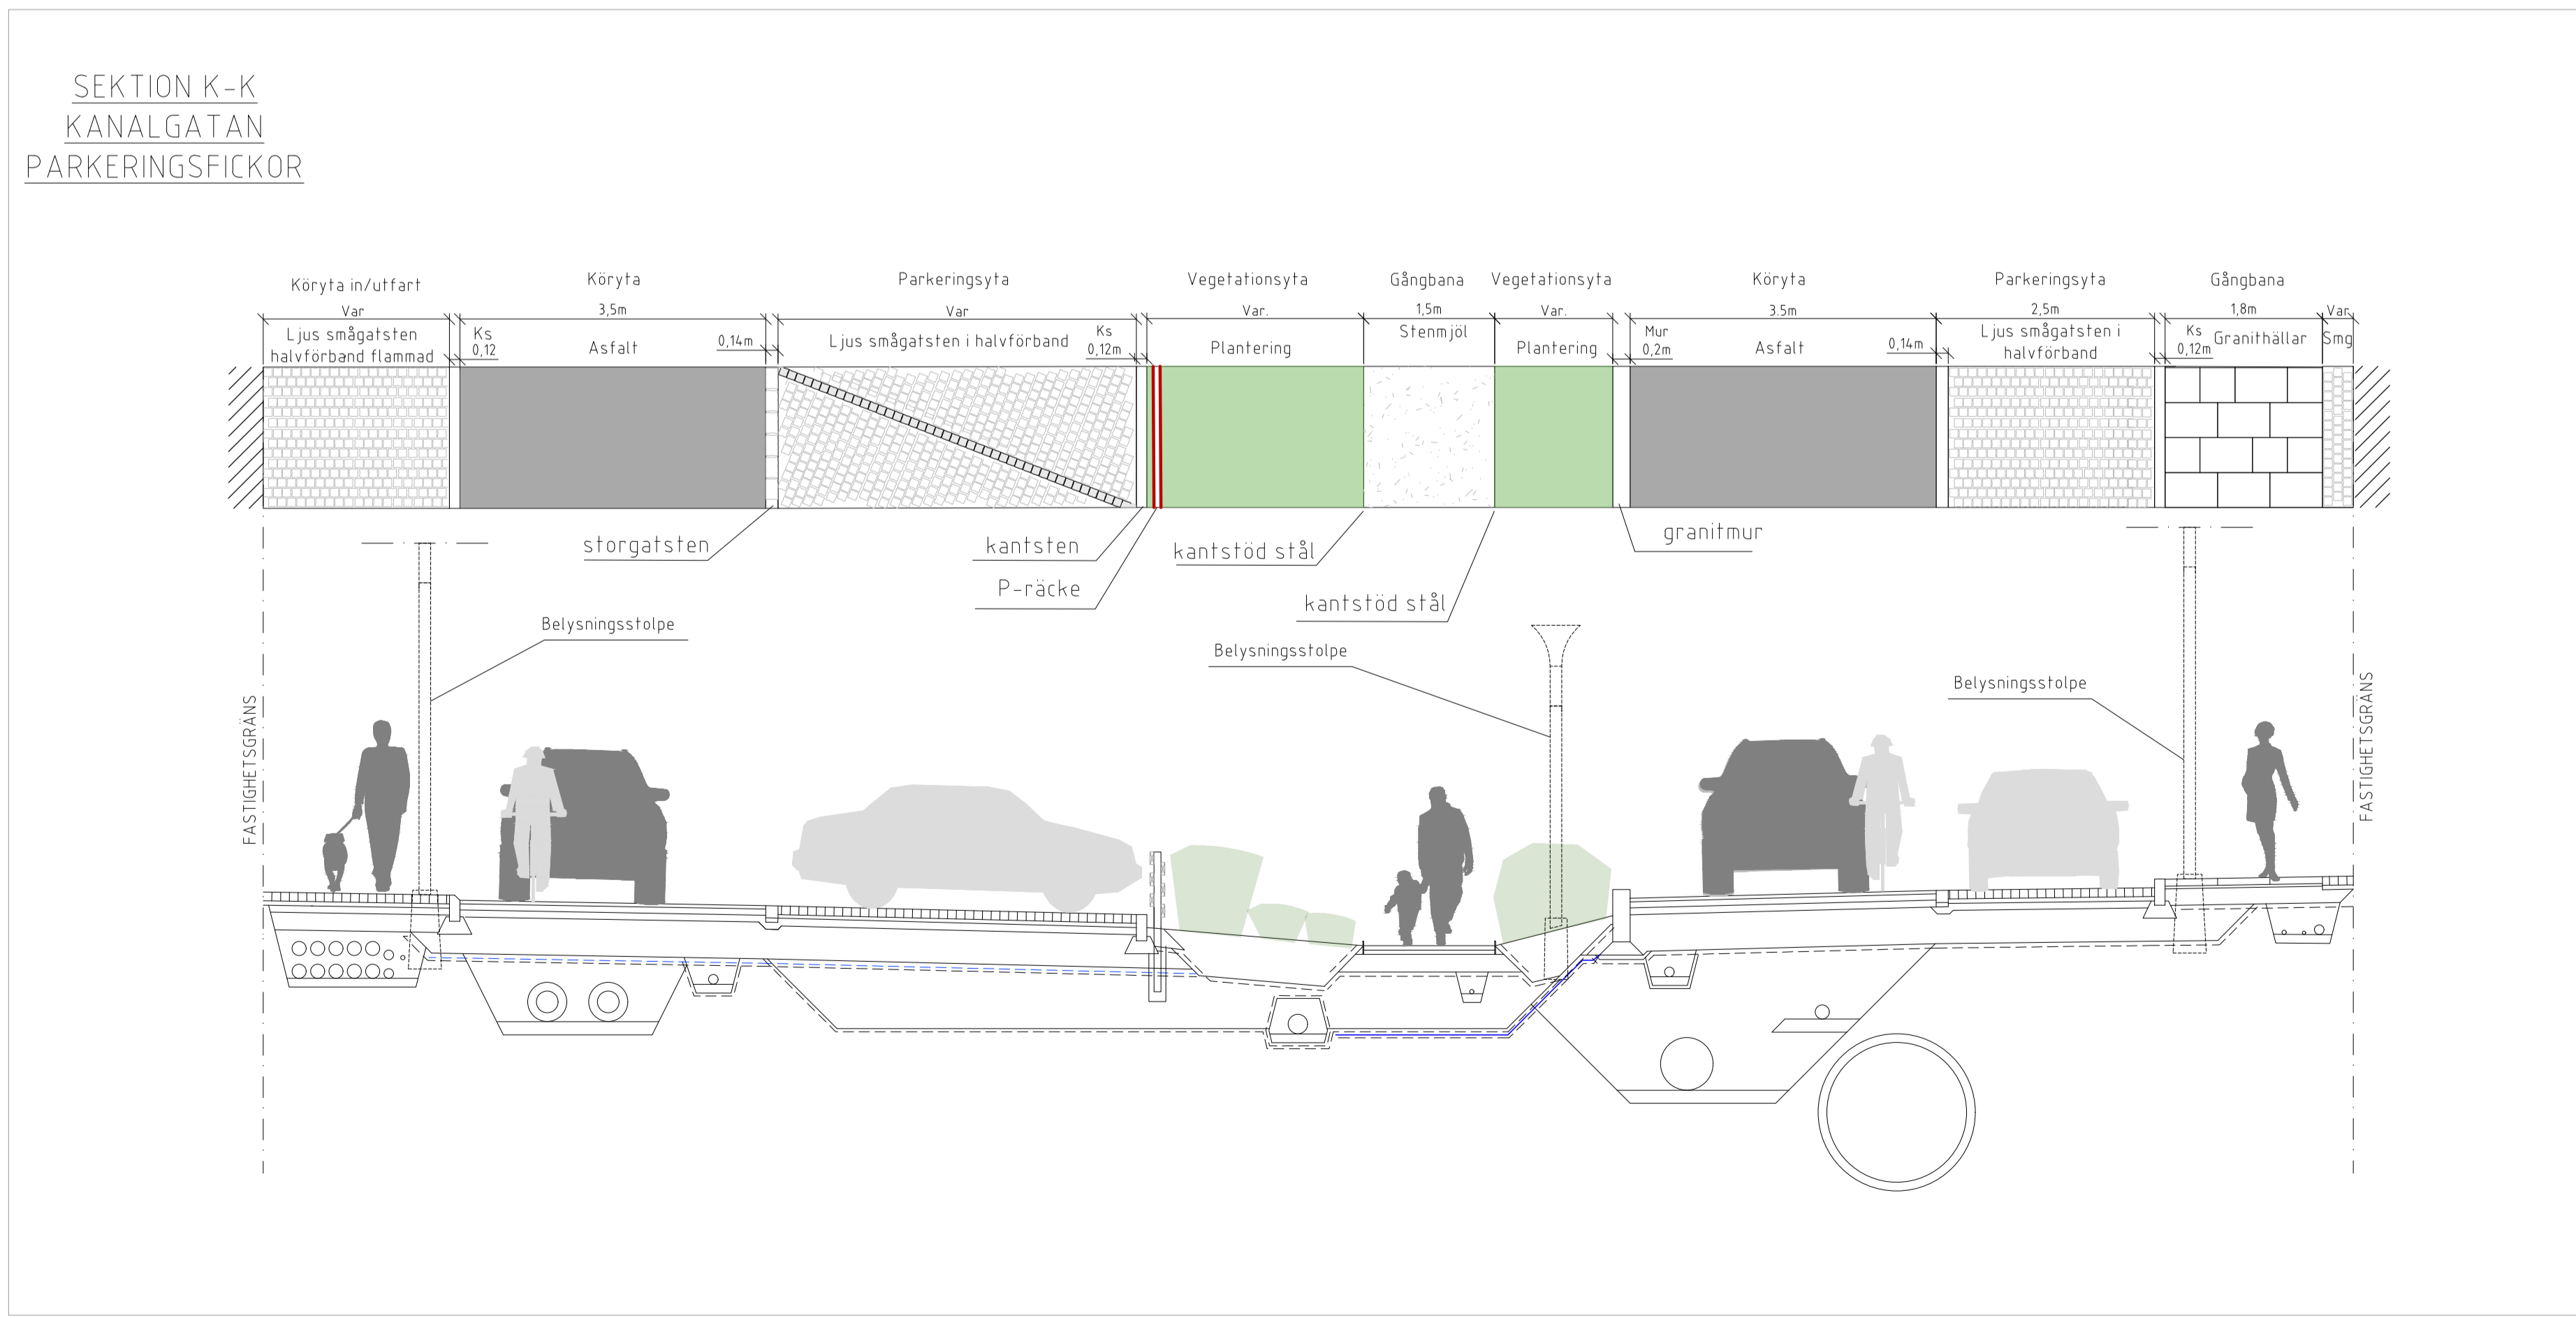 SEKTION K-K
KANALGATAN
PARKERINGSFICKOR
Köryta in/utfart
Köryta
Parkeringsyta
Vegetationsyta
Gångbana
Vegetationsyta
Köryta
Parkeringsyta
Gångbana
Var
3,5m
Var
Var.
1,5m
Var.
3.5m
2,5m
1,8m
Var
Ljus smågatsten
halvförband flammad
Ks
0,12
Asfalt
0,14m
Ljus smågatsten i halvförband
Ks
0,12m
Plantering
Stenmjöl
Plantering
Mur
0,2m
Asfalt
0,14m
Ljus smågatsten i
halvförband
Ks
0,12m
Granithällar
Smg
storgatsten
kantsten
P-räcke
kantstöd stål
kantstöd stål
granitmur
Belysningsstolpe
Belysningsstolpe
Belysningsstolpe
FASTIGHETSGRÄNS
FASTIGHETSGRÄNS